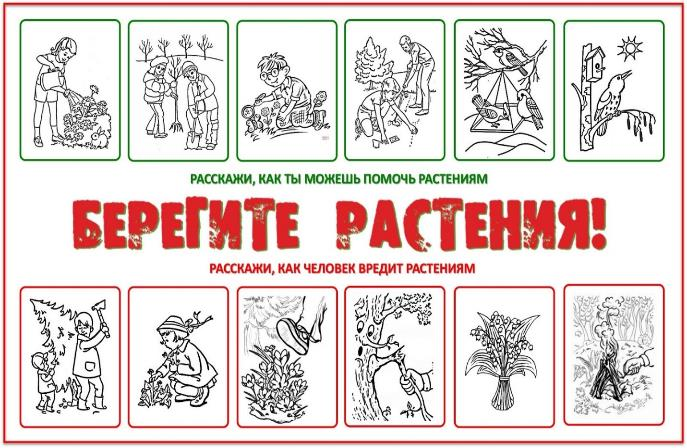 РАССКАЖИ, КАК ТЫ МОЖЕШЬ ПОМОЧЬ РАСТЕНИЯМ
БЕРЕГИТЕ РАСТЕНИЯ!
РАССКАЖИ, КАК ЧЕЛОВЕК ВРЕДИТ РАСТЕНИЯМ